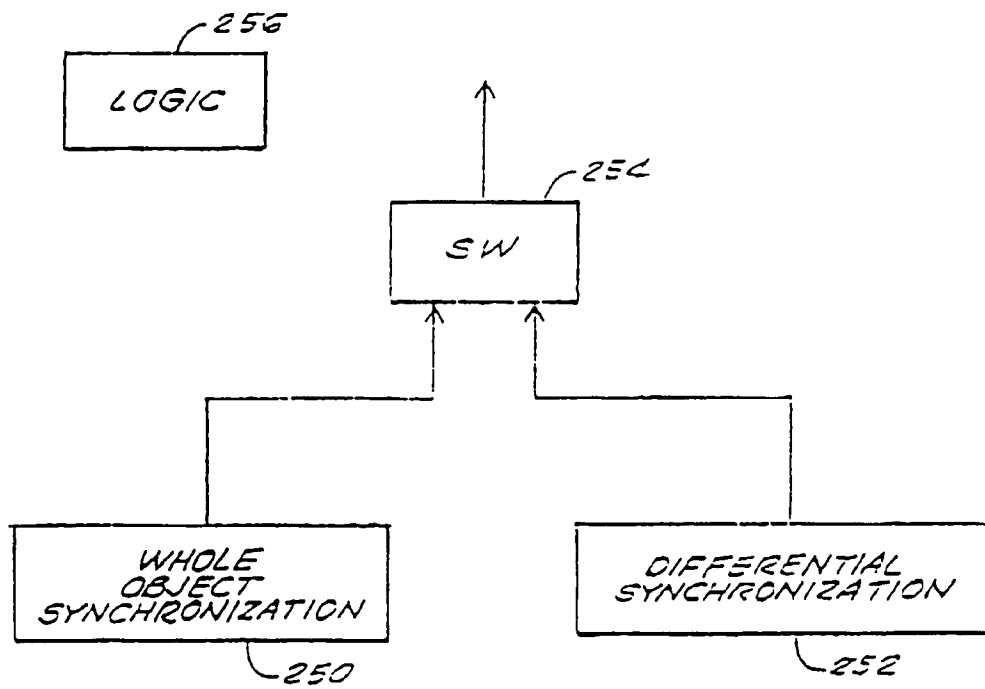 256
LOGIC
254
SW
WHOLE
OBJECT
SYNCHRONIZATION
DIFFERENTIAL
SYNCHRONIZATION
250
252